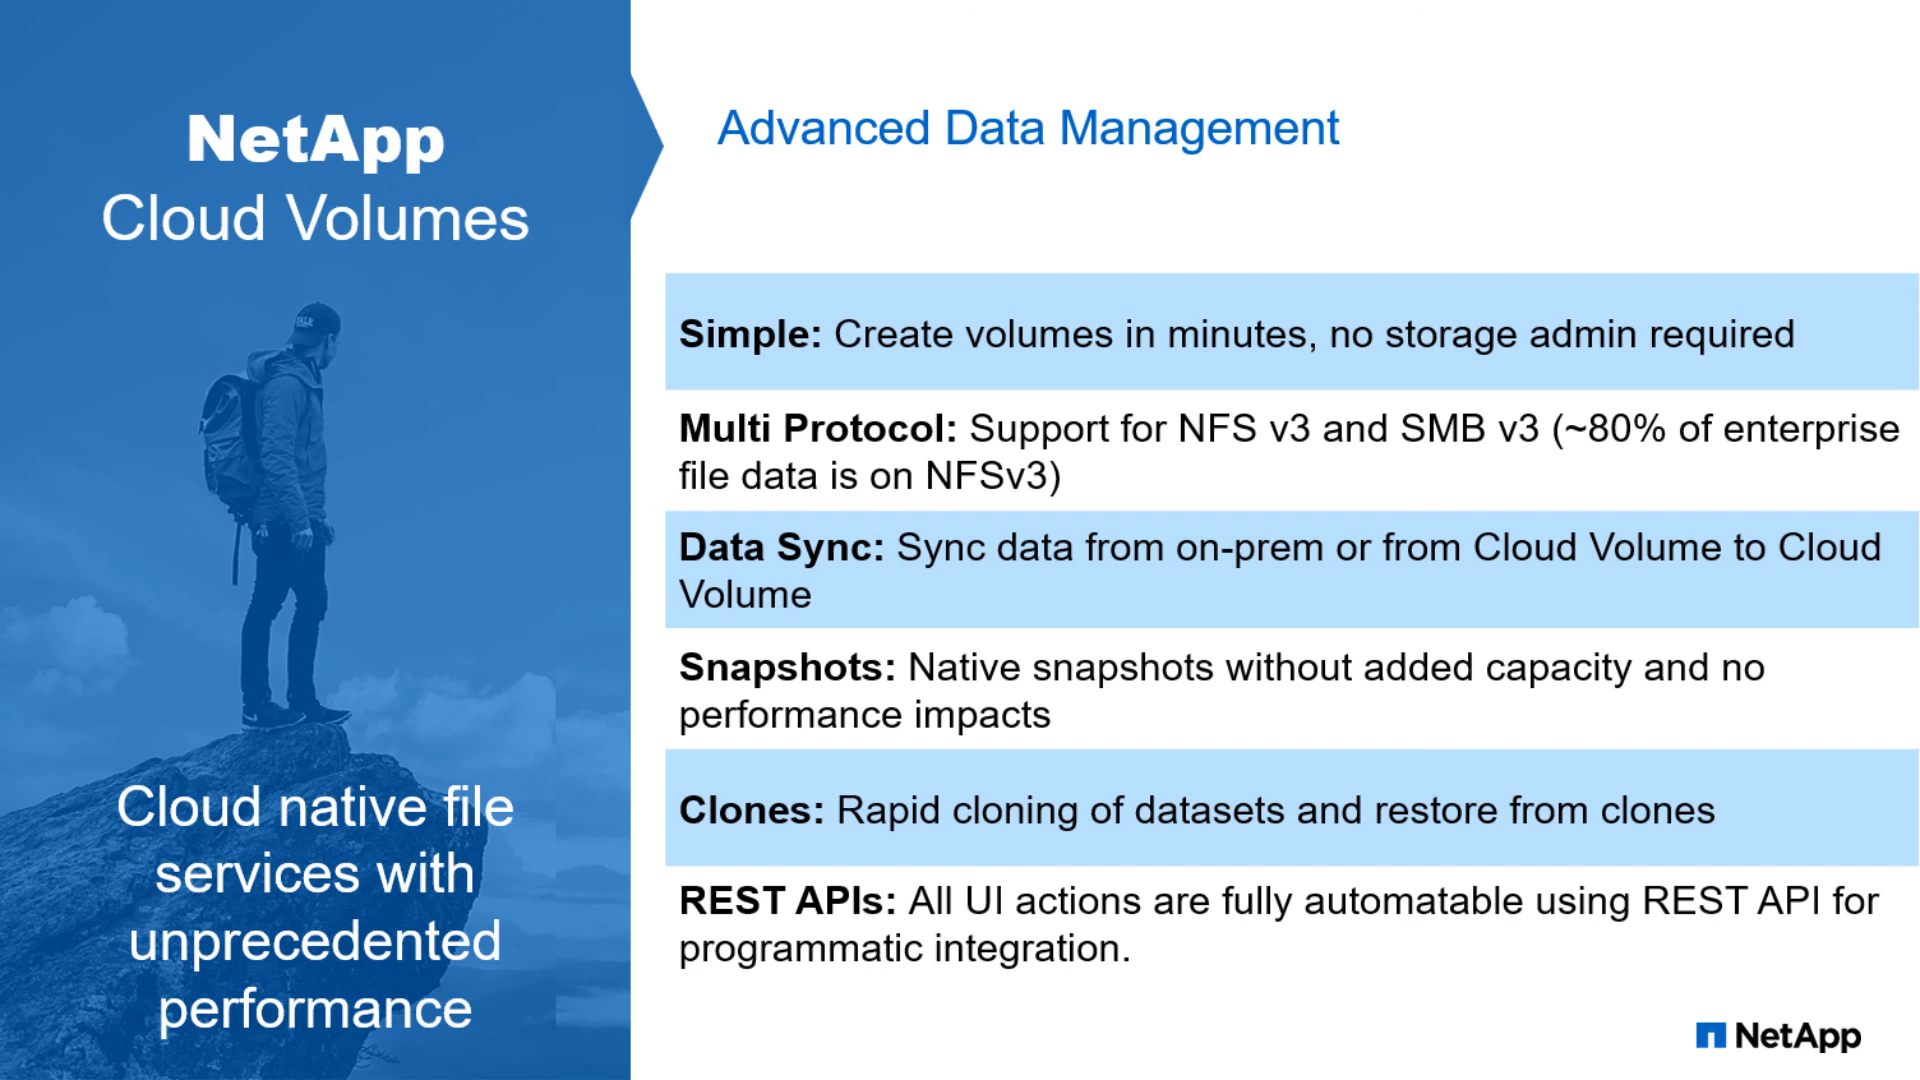 NetApp
Cloud Volumes
Cloud native file
services with
unprecedented
performance
Advanced Data Management
Simple: Create volumes in minutes, no storage admin required
Multi Protocol: Support for NFS v3 and SMB v3 (~80% of enterprise
file data is on NFSv3)
Data Sync: Sync data from on-prem or from Cloud Volume to Cloud
Volume
Snapshots: Native snapshots without added capacity and no
performance impacts
Clones: Rapid cloning of datasets and restore from clones
REST APIs: All UI actions are fully automatable using REST API for
programmatic integration.
NetApp